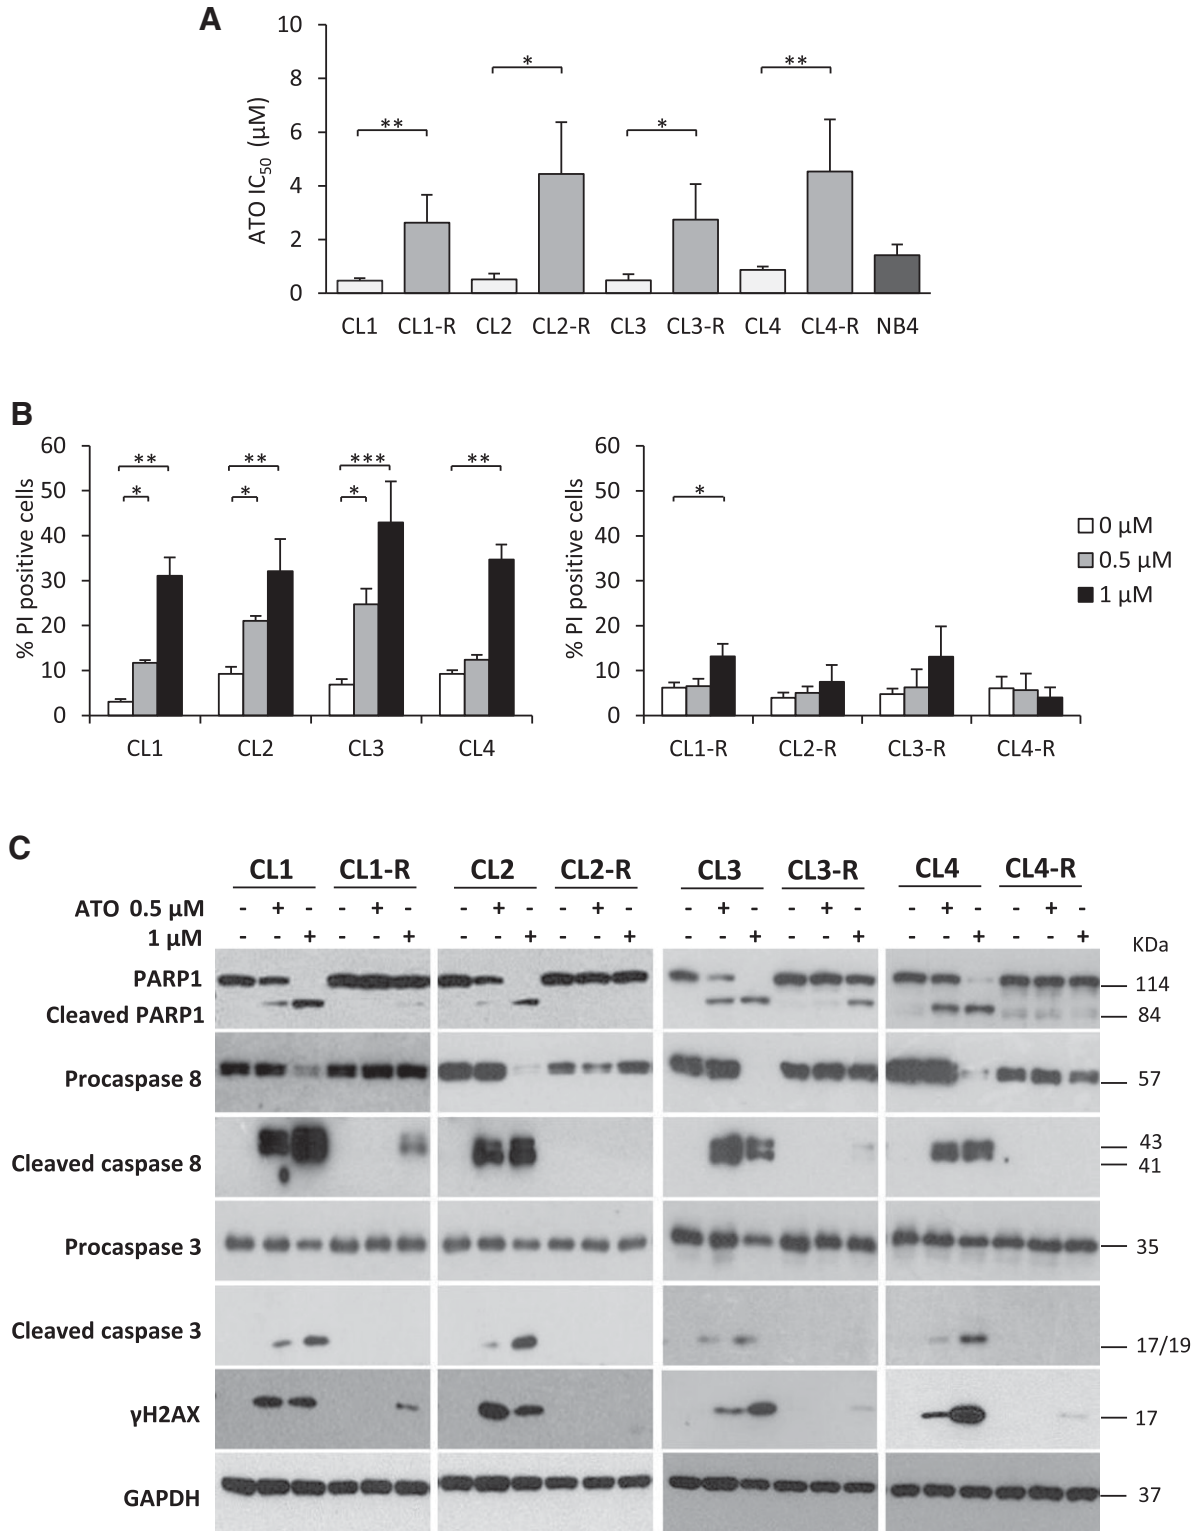 A
10
8
6
4
2
0
ATO IC50 (µM)
** * * **
CL1 CL1-R CL2 CL2-R CL3 CL3-R CL4 CL4-R NB4
B
60
50
40
30
20
10
0
% PI positive cells
** ** *** **
* * *
CL1 CL2 CL3 CL4
60
50
40
30
20
10
0
% PI positive cells
*
CL1-R CL2-R CL3-R CL4-R
0 µM
0.5 µM
1 µM
C
CL1 CL1-R CL2 CL2-R CL3 CL3-R CL4 CL4-R
ATO 0.5 µM - + - - + - - + - - + - - + - - + - - + - - + -
1 µM - - + - - + - - + - - + - - + - - + - - + - - +
KDa
PARP1 114
Cleaved PARP1 84
Procaspase 8 57
Cleaved caspase 8 43
41
Procaspase 3 35
Cleaved caspase 3 17/19
γH2AX 17
GAPDH 37